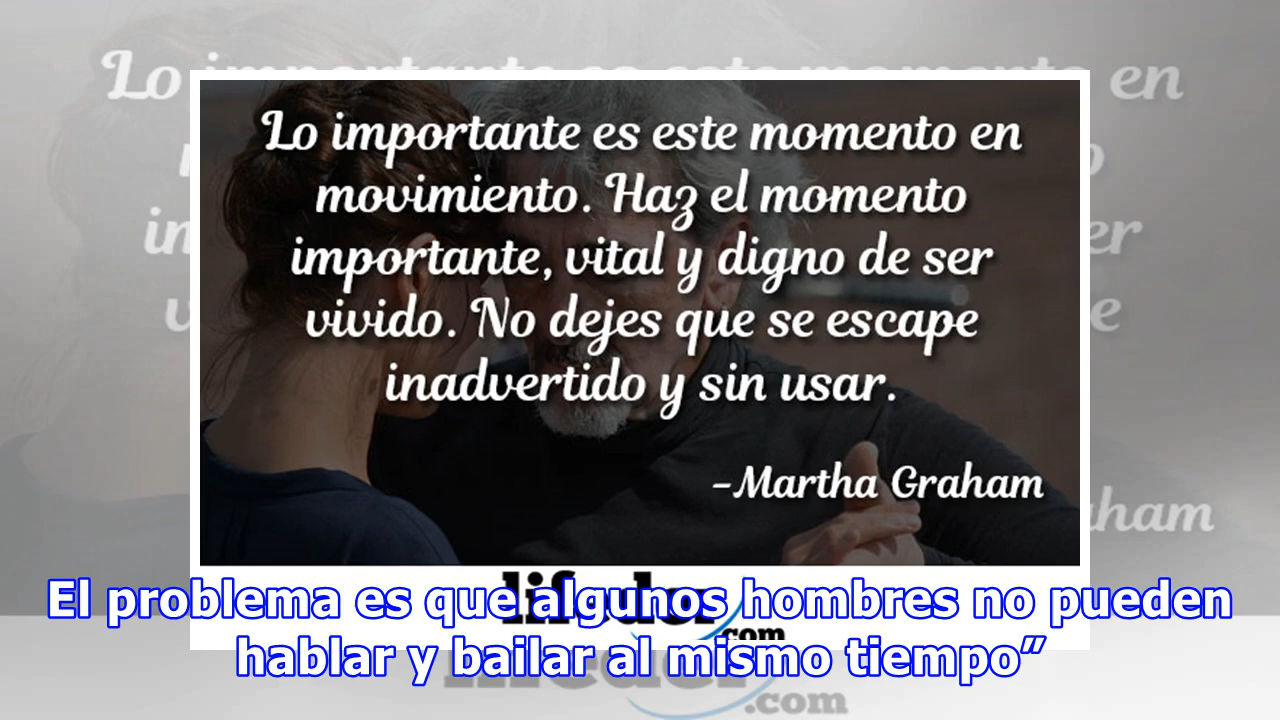 Lo importante es este momento en
movimiento. Haz el momento
importante, vital y digno de ser
vivido. No dejes que se escape
inadvertido y sin usar.
-Martha Graham
lifeder
.com
El problema es que algunos hombres no pueden
hablar y bailar al mismo tiempo”